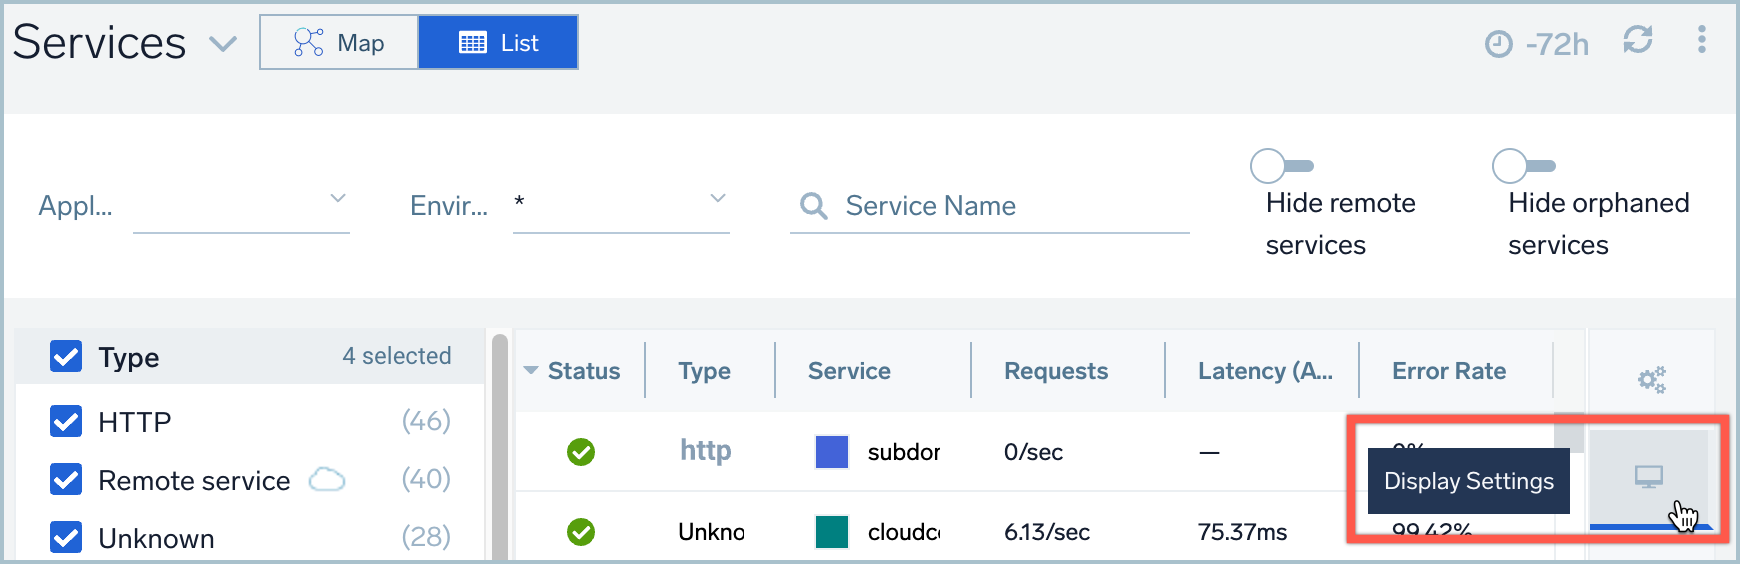 Services
Map
List
-72h
Appl...
Envir...
*
Service Name
Hide remote
services
Hide orphaned
services
Type
4 selected
Status
Type
Service
Requests
Latency (A...
Error Rate
HTTP
(46)
http
subdor
0/sec
—
Display Settings
Remote service
(40)
Unknown
(28)
Unkno
cloudc
6.13/sec
75.37ms
99.42%